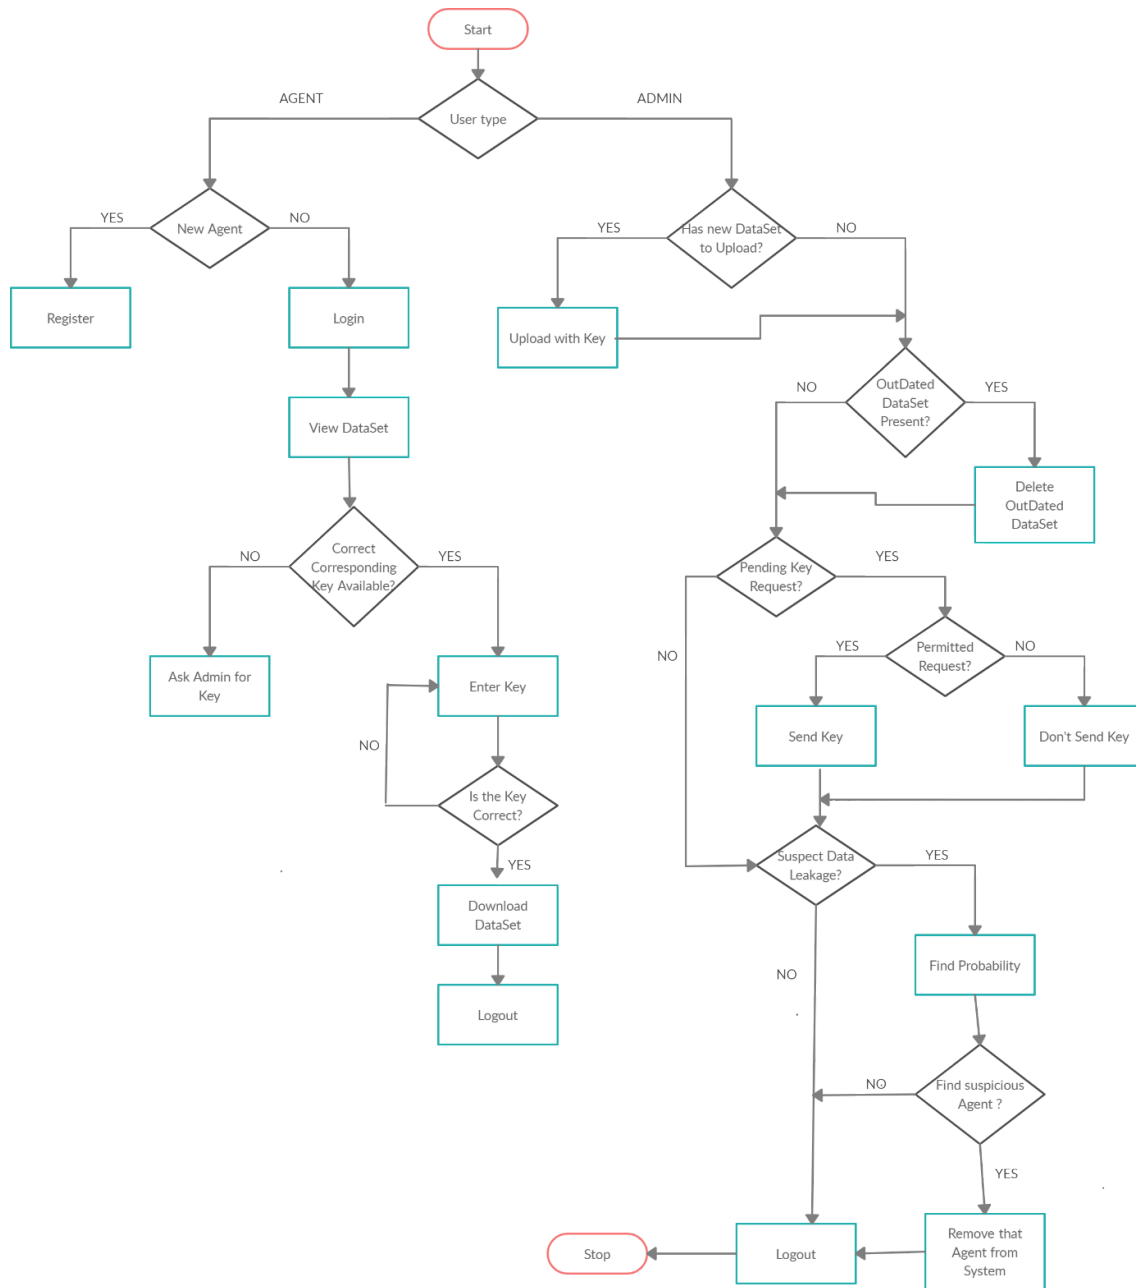 Start
AGENT
ADMIN
User type
YES
New Agent
NO
YES
Has new DataSet
to Upload?
NO
Register
Login
Upload with Key
NO
OutDated
DataSet
Present?
YES
View DataSet
Delete
OutDated
DataSet
NO
Correct
Corresponding
Key Available?
YES
Pending Key
Request?
YES
NO
YES
Permitted
Request?
NO
Ask Admin for
Key
Enter Key
NO
Send Key
Don't Send Key
Is the Key
Correct?
YES
Suspect Data
Leakage?
YES
Download
DataSet
NO
Find Probability
Logout
NO
Find suspicious
Agent ?
YES
Stop
Logout
Remove that
Agent from
System